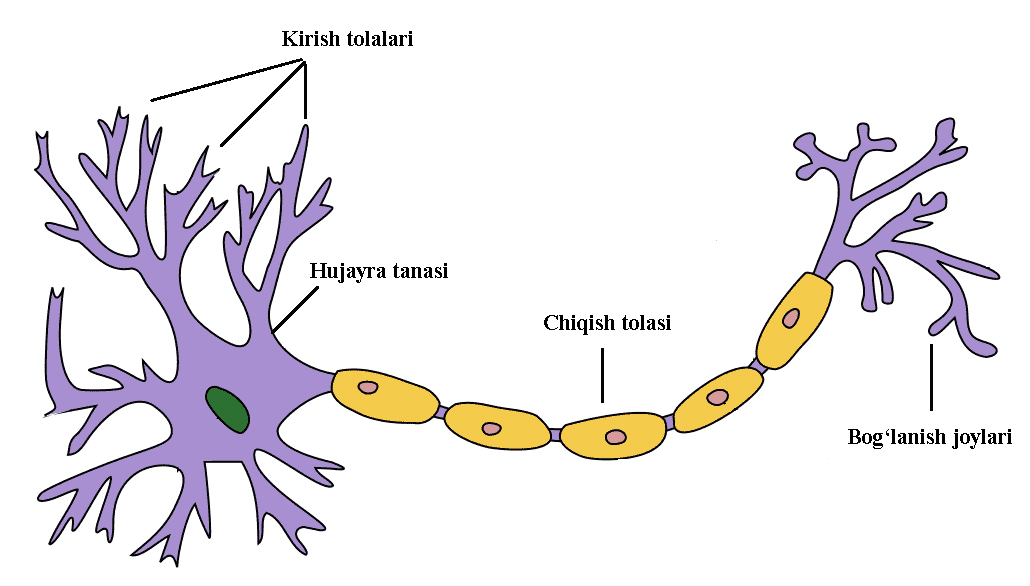 Kirish tolalari
Hujayra tanasi
Chiqish tolasi
Bog‘lanish joylari